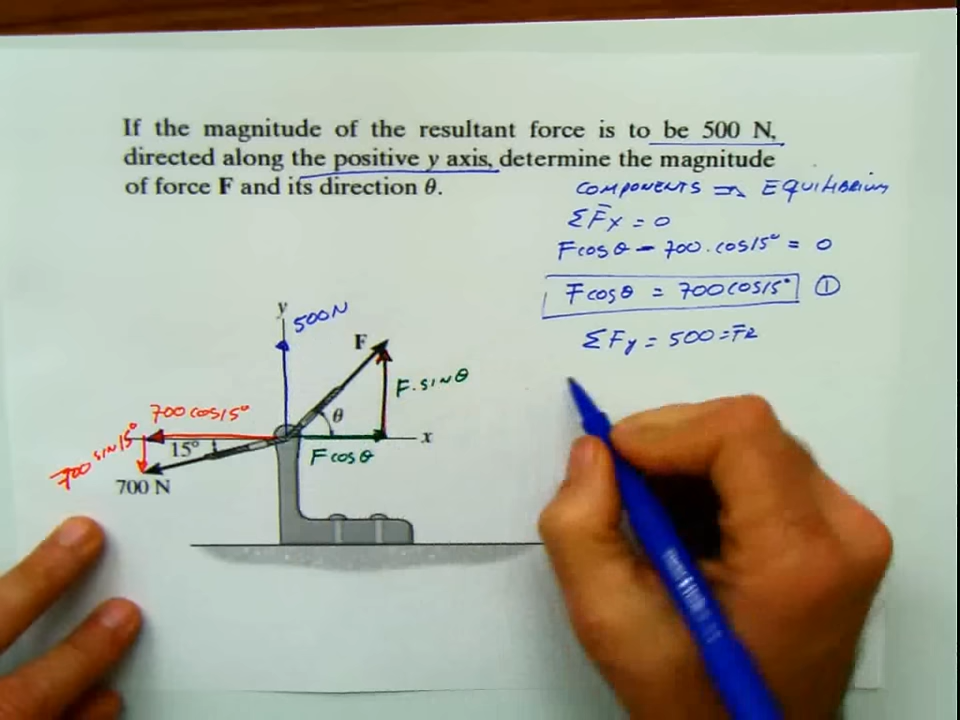 If the magnitude of the resultant force is to be 500 N,
directed along the positive y axis, determine the magnitude
of force F and its direction θ.
COMPONENTS ⇒ EQUILIBRIUM
ΣFx = 0
Fcosθ - 700.cos15° = 0
Fcosθ = 700cos15° ①
ΣFy = 500 = FR
y
500N
F
F.sinθ
θ
x
Fcosθ
700cos15°
700 sin15°
15°
700 N